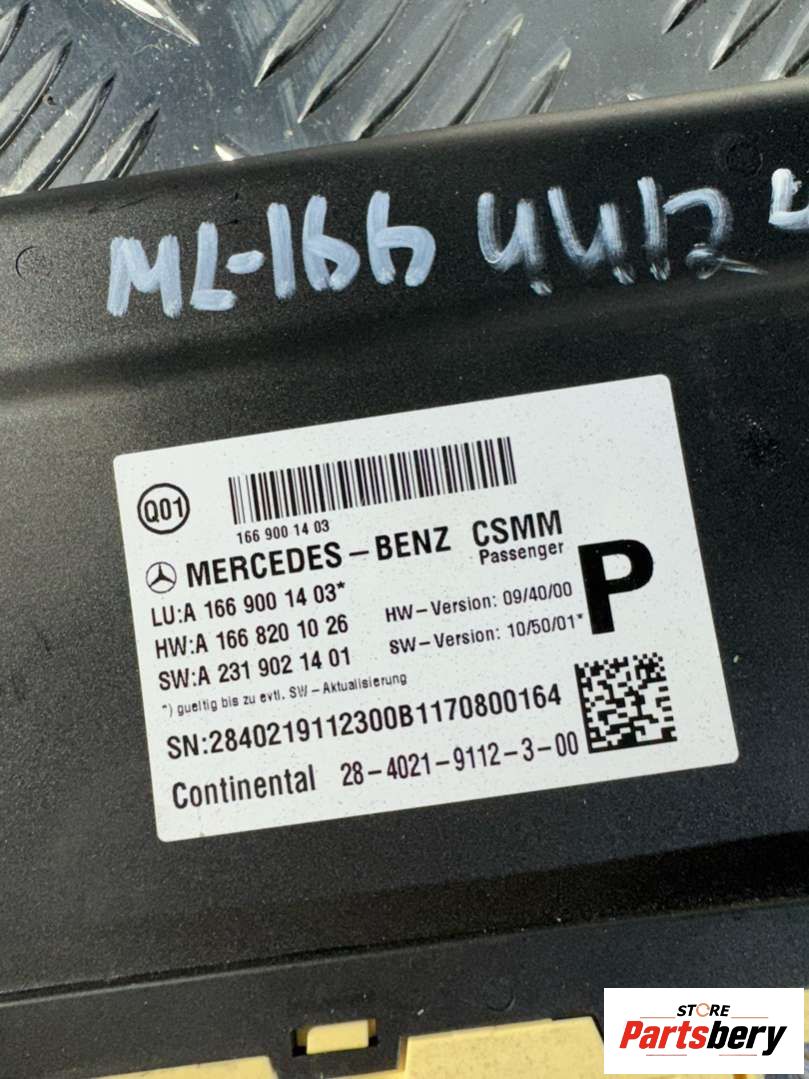 ML-166
Q01
166 900 14 03
MERCEDES-BENZ CSMM
Passenger
P
LU:A 166 900 14 03*
HW:A 166 820 10 26
SW:A 231 902 14 01
HW-Version: 09/40/00
SW-Version: 10/50/01*
*) gueltig bis zu evtl. SW-Aktualisierung
SN:2840219112300B1170800164
Continental 28-4021-9112-3-00
STORE
Partsbery